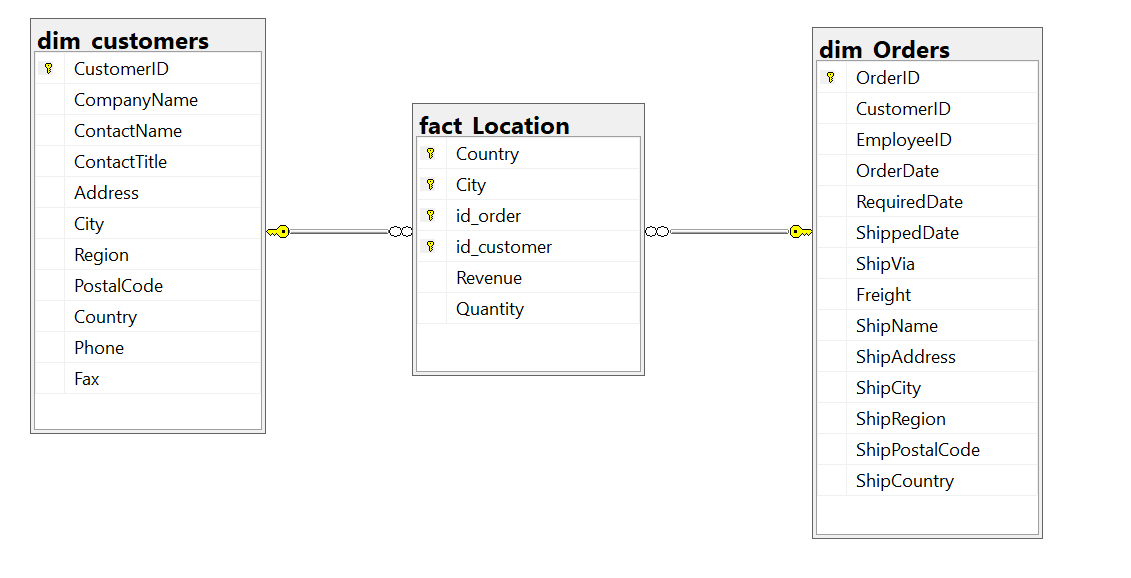 dim_customers
CustomerID
CompanyName
ContactName
ContactTitle
Address
City
Region
PostalCode
Country
Phone
Fax
fact_Location
Country
City
id_order
id_customer
Revenue
Quantity
dim_Orders
OrderID
CustomerID
EmployeeID
OrderDate
RequiredDate
ShippedDate
ShipVia
Freight
ShipName
ShipAddress
ShipCity
ShipRegion
ShipPostalCode
ShipCountry